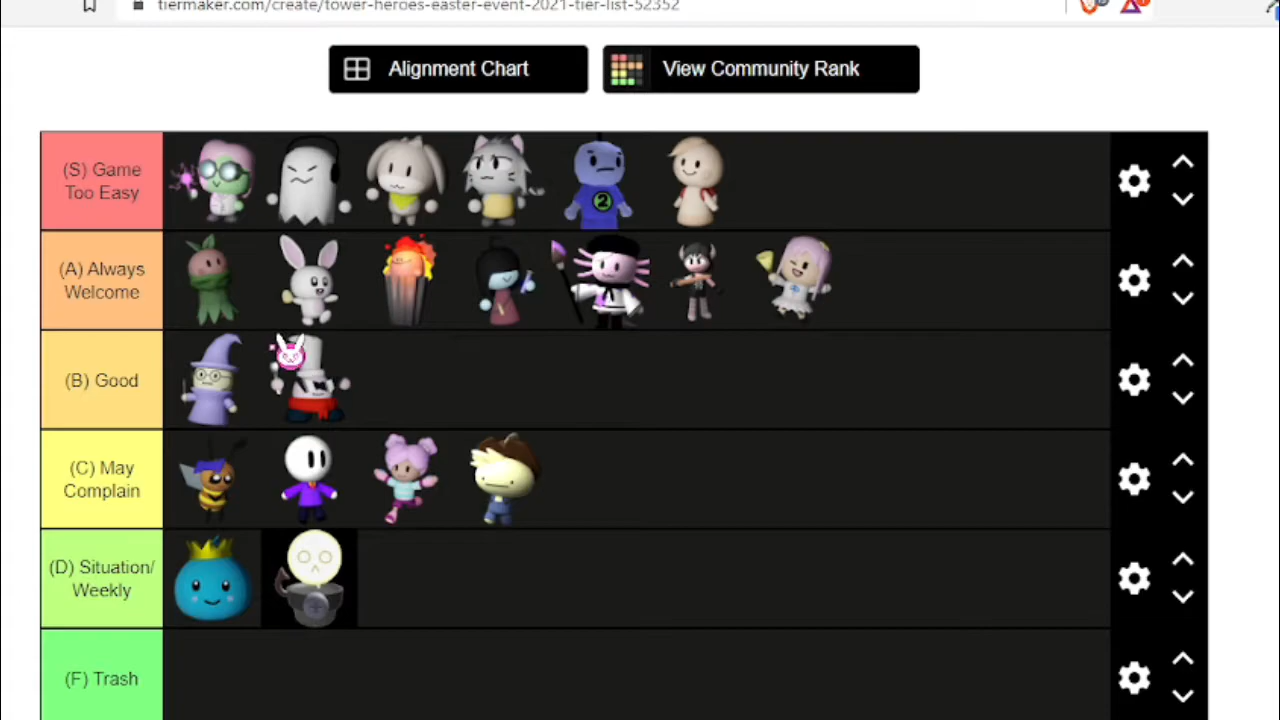 tiermaker.com/create/tower-heroes-easter-event-2021-tier-list-52352
Alignment Chart
View Community Rank
(S) Game
Too Easy
2
(A) Always
Welcome
(B) Good
(C) May
Complain
(D) Situation/
Weekly
(F) Trash